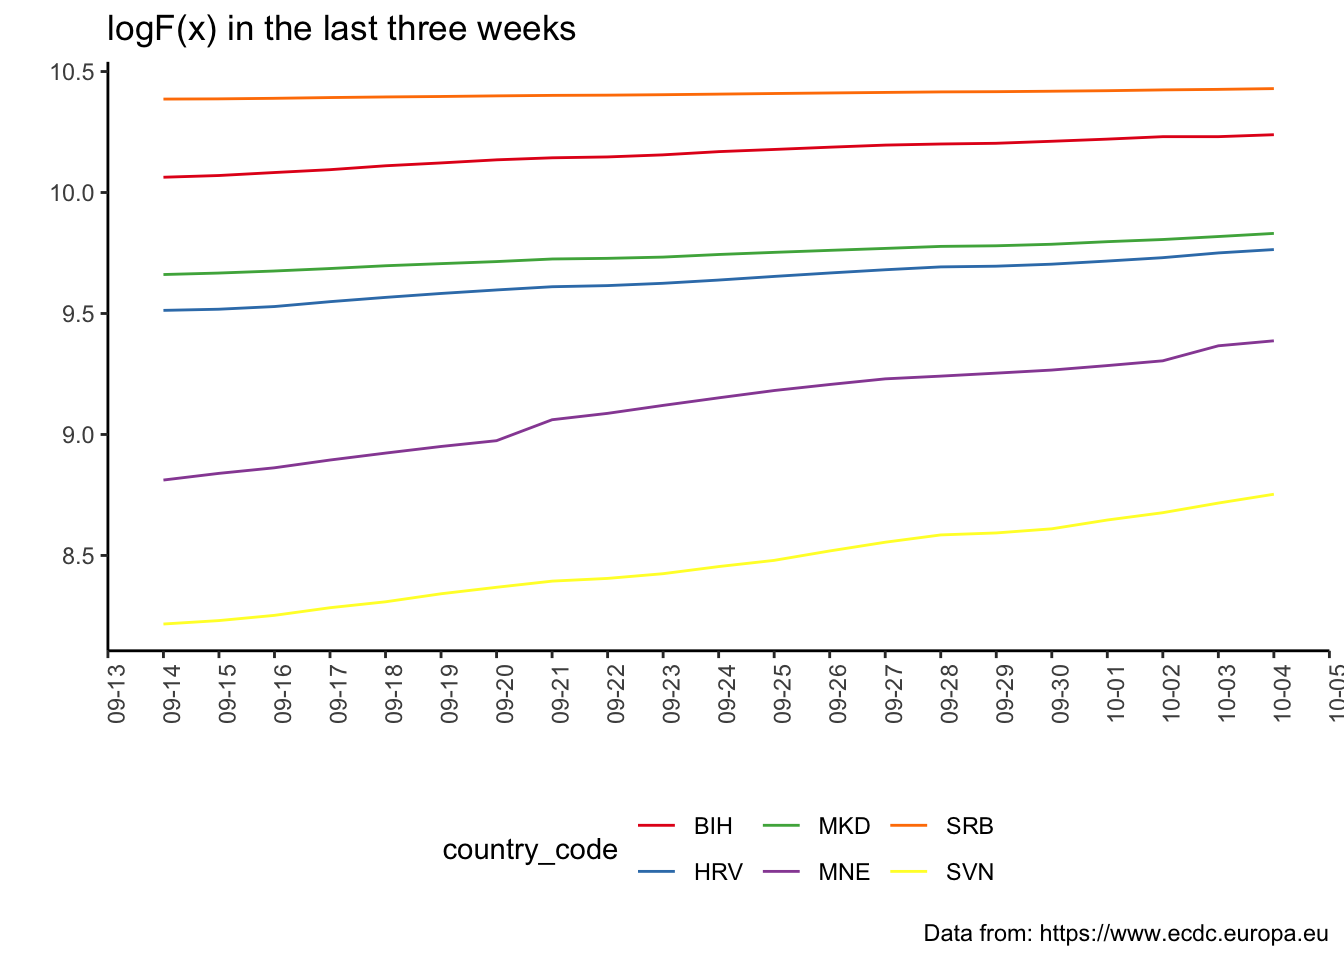 logF(x) in the last three weeks
10.5
10.0
9.5
9.0
8.5
09-13 09-14 09-15 09-16 09-17 09-18 09-19 09-20 09-21 09-22 09-23 09-24 09-25 09-26 09-27 09-28 09-29 09-30 10-01 10-02 10-03 10-04 10-05
country_code
BIH MKD SRB
HRV MNE SVN
Data from: https://www.ecdc.europa.eu